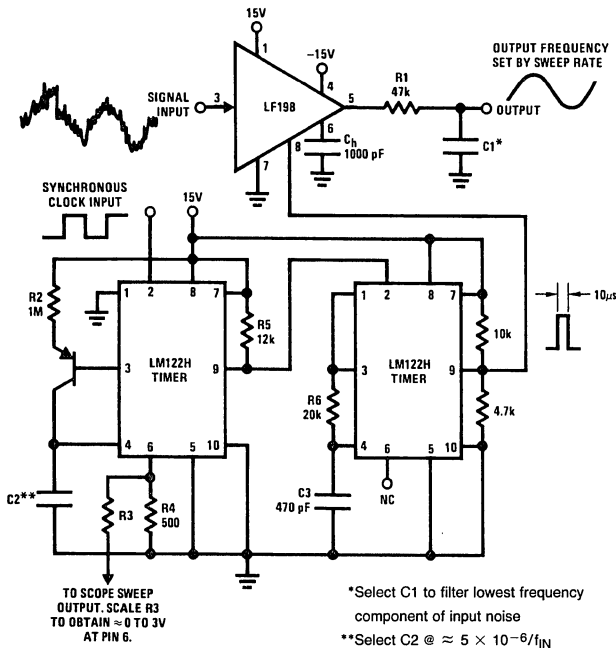 15V
1
-15V
4
SIGNAL
INPUT
3
LF198
5
R1
47k
OUTPUT
OUTPUT FREQUENCY
SET BY SWEEP RATE
6
8
7
Ch
1000 pF
C1*
SYNCHRONOUS
CLOCK INPUT
15V
R2
1M
1
2
8
7
R5
12k
LM122H
TIMER
3
9
4
6
5
10
C2**
R3
R4
500
1
2
8
7
10k
10μs
LM122H
TIMER
3
9
R6
20k
4.7k
4
6
5
10
NC
C3
470 pF
TO SCOPE SWEEP
OUTPUT. SCALE R3
TO OBTAIN ≈ 0 TO 3V
AT PIN 6.
*Select C1 to filter lowest frequency
component of input noise
**Select C2 @ ≈ 5 × 10⁻⁶/fIN